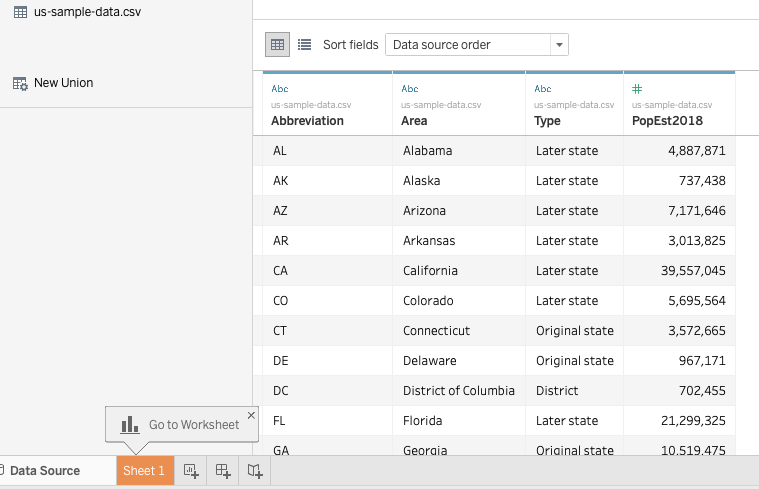 us-sample-data.csv
New Union
Sort fields Data source order
Abc Abc Abc #
us-sample-data.csv us-sample-data.csv us-sample-data.csv us-sample-data.csv
Abbreviation Area Type PopEst2018
AL Alabama Later state 4,887,871
AK Alaska Later state 737,438
AZ Arizona Later state 7,171,646
AR Arkansas Later state 3,013,825
CA California Later state 39,557,045
CO Colorado Later state 5,695,564
CT Connecticut Original state 3,572,665
DE Delaware Original state 967,171
DC District of Columbia District 702,455
FL Florida Later state 21,299,325
GA Georgia Original state 10,519,475
Go to Worksheet
Data Source Sheet 1